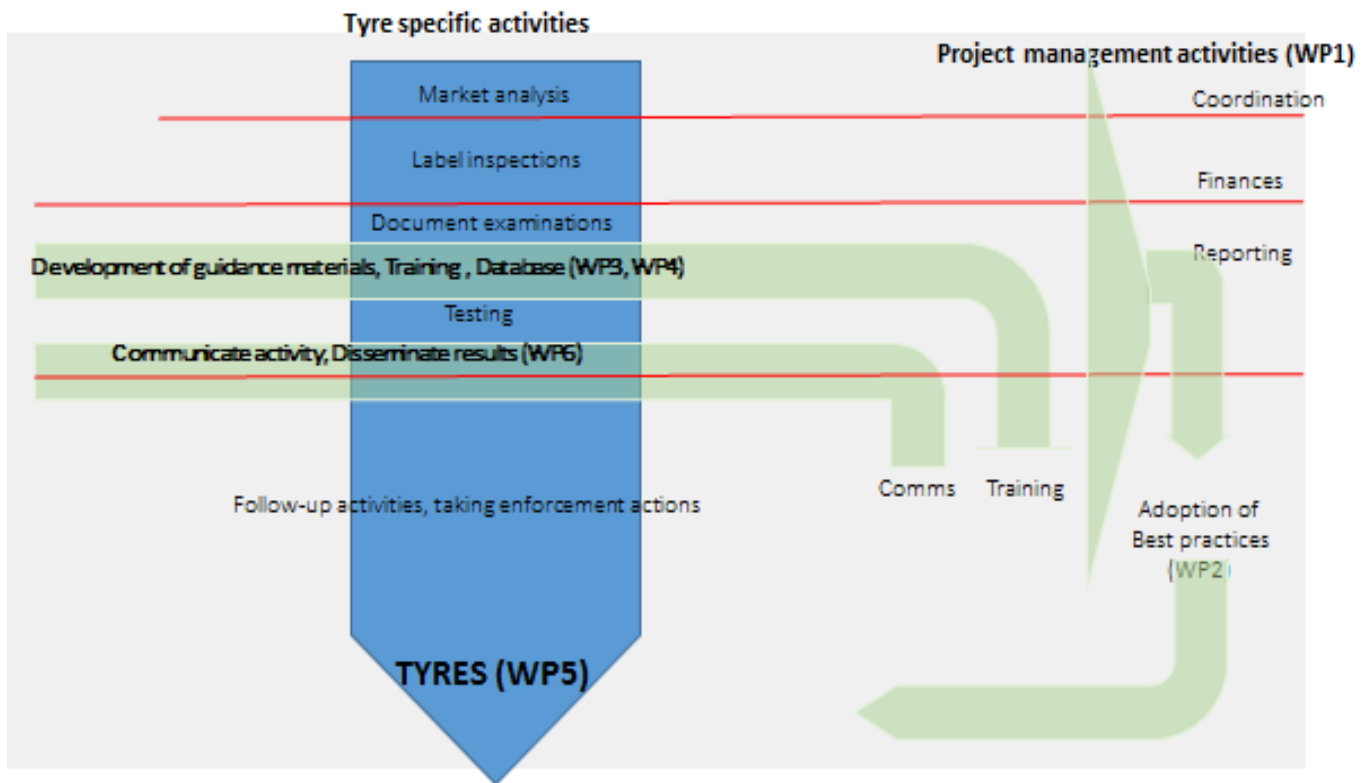 Tyre specific activities
Project management activities (WP1)
Market analysis
Coordination
Label inspections
Finances
Document examinations
Reporting
Development of guidance materials, Training , Database (WP3, WP4)
Testing
Communicate activity, Disseminate results (WP6)
Comms
Training
Follow-up activities, taking enforcement actions
Adoption of
Best practices
(WP2)
TYRES (WP5)